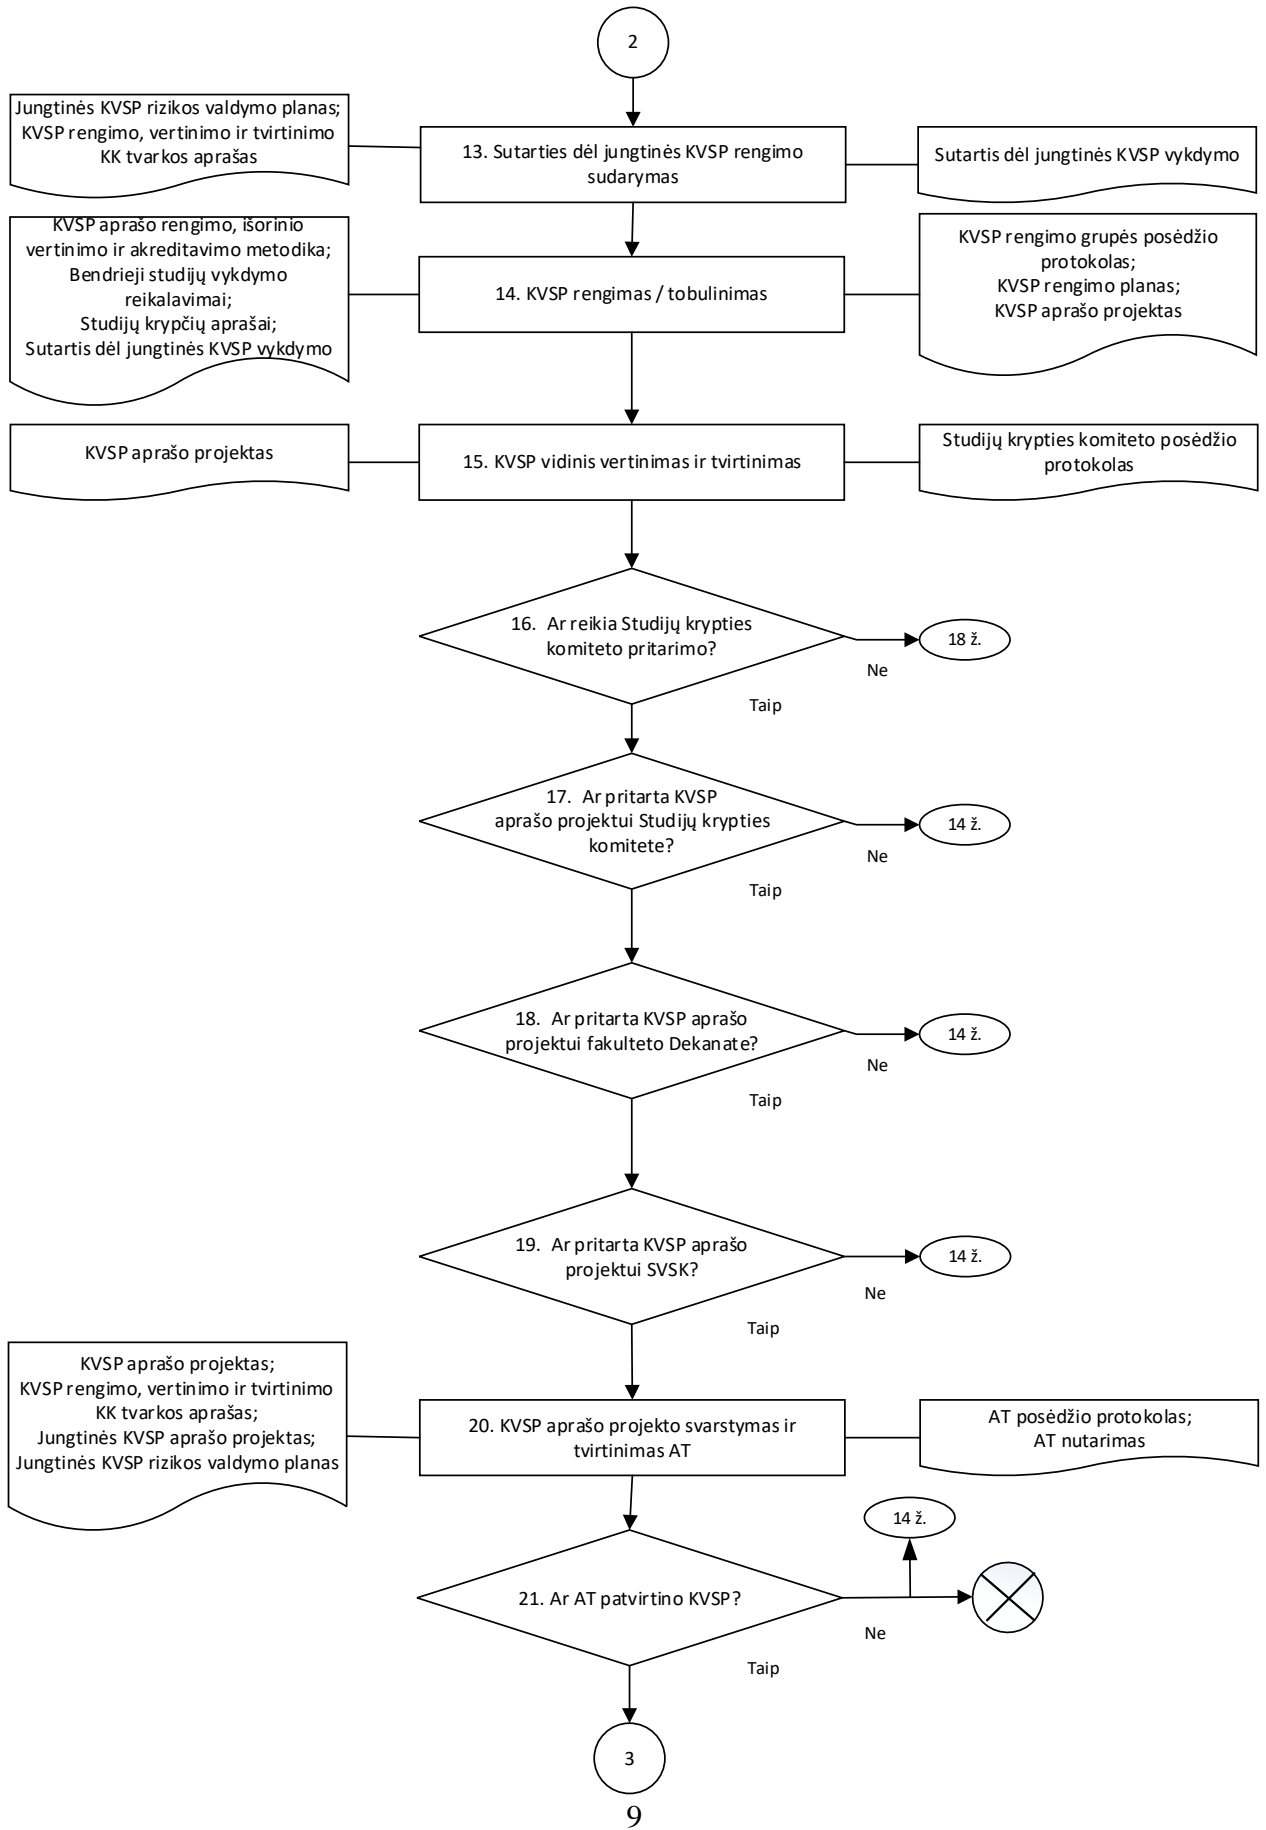 2
Jungtinės KVSP rizikos valdymo planas;
KVSP rengimo, vertinimo ir tvirtinimo
KK tvarkos aprašas
13. Sutarties dėl jungtinės KVSP rengimo
sudarymas
Sutartis dėl jungtinės KVSP vykdymo
KVSP aprašo rengimo, išorinio
vertinimo ir akreditavimo metodika;
Bendrieji studijų vykdymo
reikalavimai;
Studijų krypčių aprašai;
Sutartis dėl jungtinės KVSP vykdymo
14. KVSP rengimas / tobulinimas
KVSP rengimo grupės posėdžio
protokolas;
KVSP rengimo planas;
KVSP aprašo projektas
KVSP aprašo projektas
15. KVSP vidinis vertinimas ir tvirtinimas
Studijų krypties komiteto posėdžio
protokolas
16. Ar reikia Studijų krypties
komiteto pritarimo?
18 ž.
Ne
Taip
17. Ar pritarta KVSP
aprašo projektui Studijų krypties
komitete?
14 ž.
Ne
Taip
18. Ar pritarta KVSP aprašo
projektui fakulteto Dekanate?
14 ž.
Ne
Taip
19. Ar pritarta KVSP aprašo
projektui SVSK?
14 ž.
Ne
Taip
KVSP aprašo projektas;
KVSP rengimo, vertinimo ir tvirtinimo
KK tvarkos aprašas;
Jungtinės KVSP aprašo projektas;
Jungtinės KVSP rizikos valdymo planas
20. KVSP aprašo projekto svarstymas ir
tvirtinimas AT
AT posėdžio protokolas;
AT nutarimas
14 ž.
21. Ar AT patvirtino KVSP?
Ne
Taip
3
9